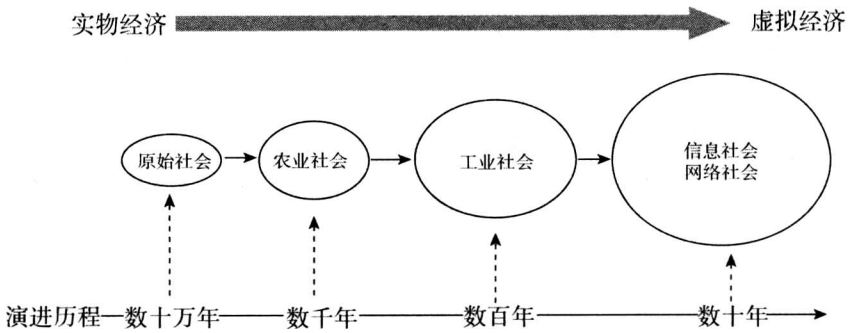 实物经济 虚拟经济
原始社会 农业社会 工业社会 信息社会
网络社会
演进历程 数十万年 数千年 数百年 数十年